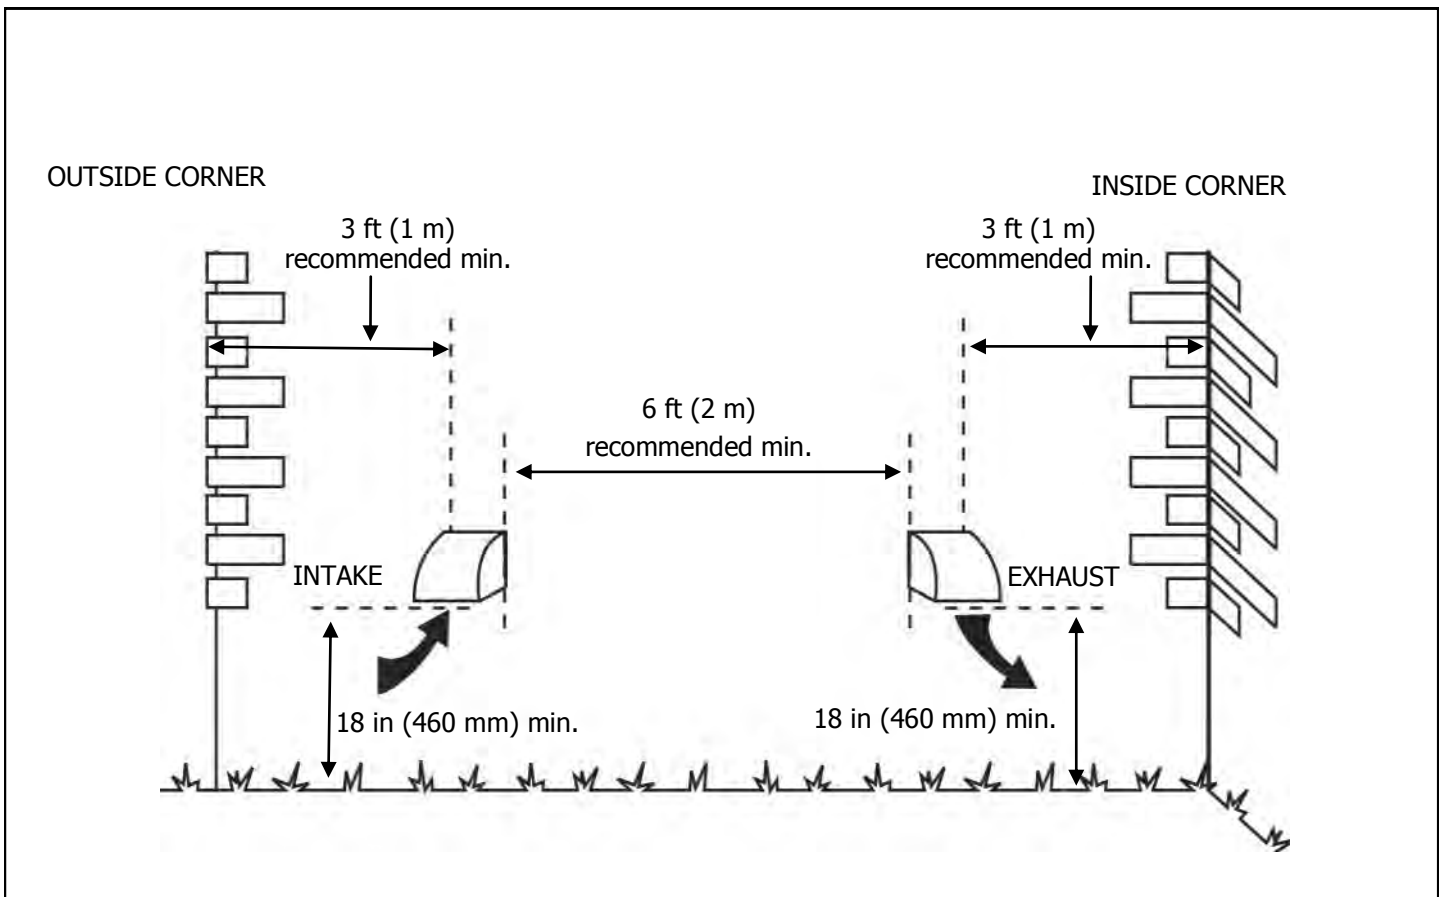 OUTSIDE CORNER
INSIDE CORNER
3 ft (1 m)
recommended min.
3 ft (1 m)
recommended min.
6 ft (2 m)
recommended min.
INTAKE
EXHAUST
18 in (460 mm) min.
18 in (460 mm) min.